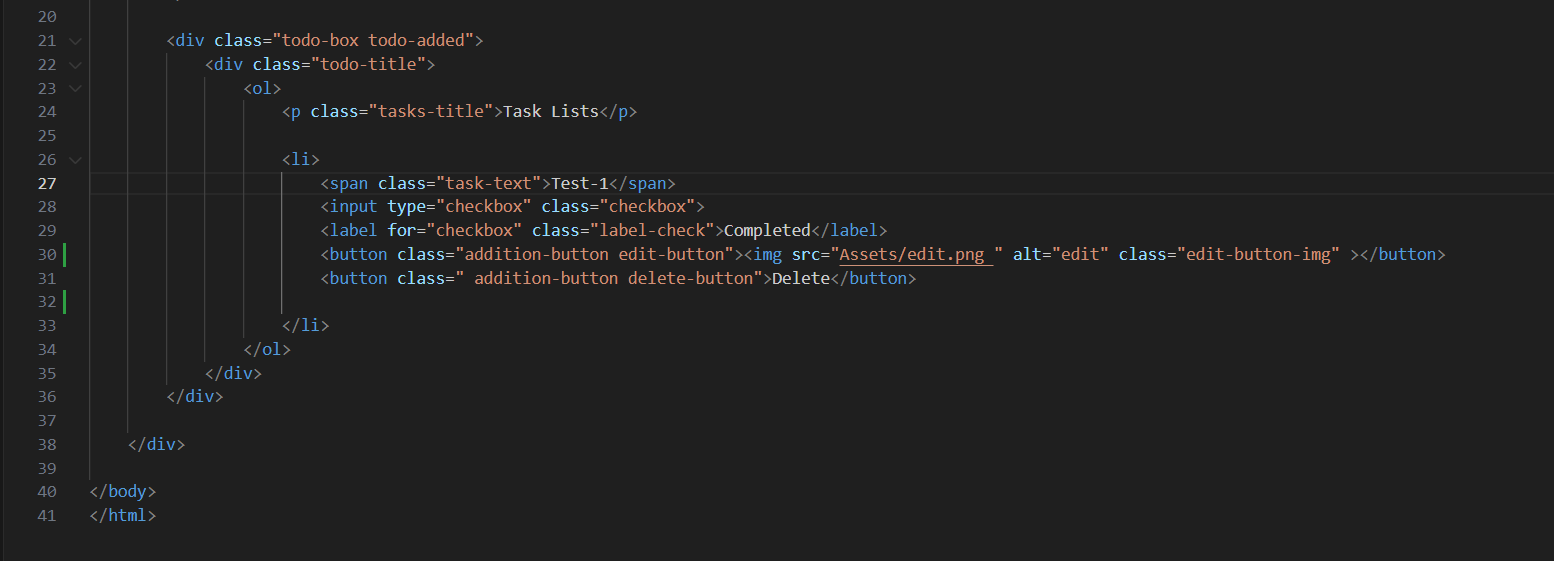 20
21 <div class="todo-box todo-added">
22 <div class="todo-title">
23 <ol>
24 <p class="tasks-title">Task Lists</p>
25
26 <li>
27 <span class="task-text">Test-1</span>
28 <input type="checkbox" class="checkbox">
29 <label for="checkbox" class="label-check">Completed</label>
30 <button class="addition-button edit-button"><img src="Assets/edit.png " alt="edit" class="edit-button-img" ></button>
31 <button class=" addition-button delete-button">Delete</button>
32
33 </li>
34 </ol>
35 </div>
36 </div>
37
38 </div>
39
40 </body>
41 </html>